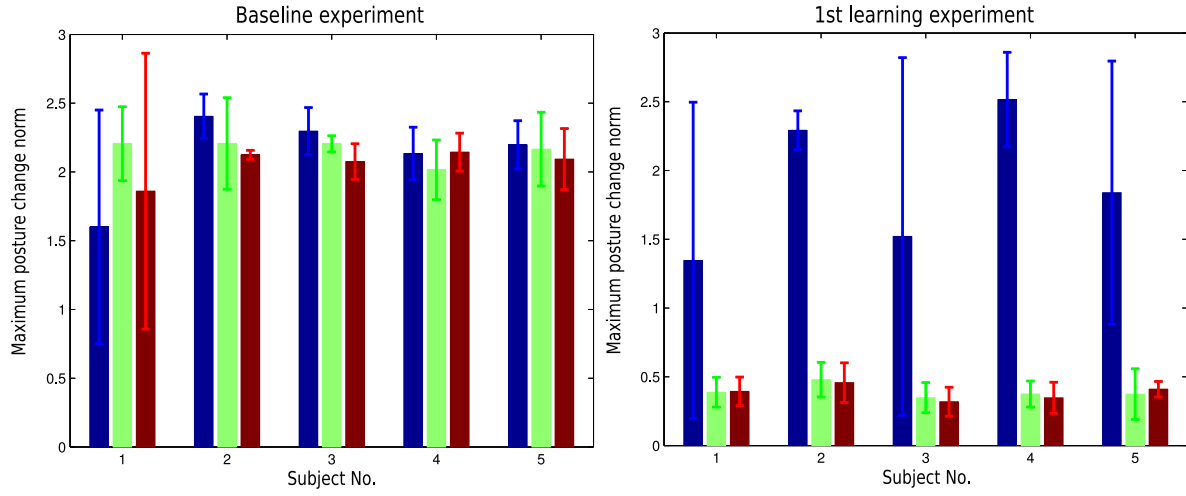 Baseline experiment
3
2.5
2
1.5
1
0.5
0
Maximum posture change norm
1 2 3 4 5
Subject No.
1st learning experiment
3
2.5
2
1.5
1
0.5
0
Maximum posture change norm
1 2 3 4 5
Subject No.